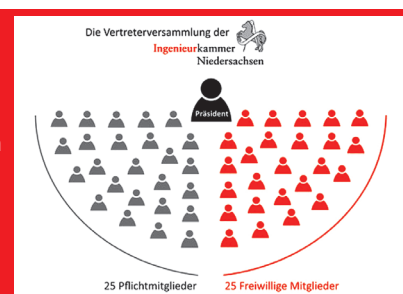 Die Vertreterversammlung der
Ingenieurkammer
Niedersachsen
Präsident
25 Pflichtmitglieder
25 Freiwillige Mitglieder